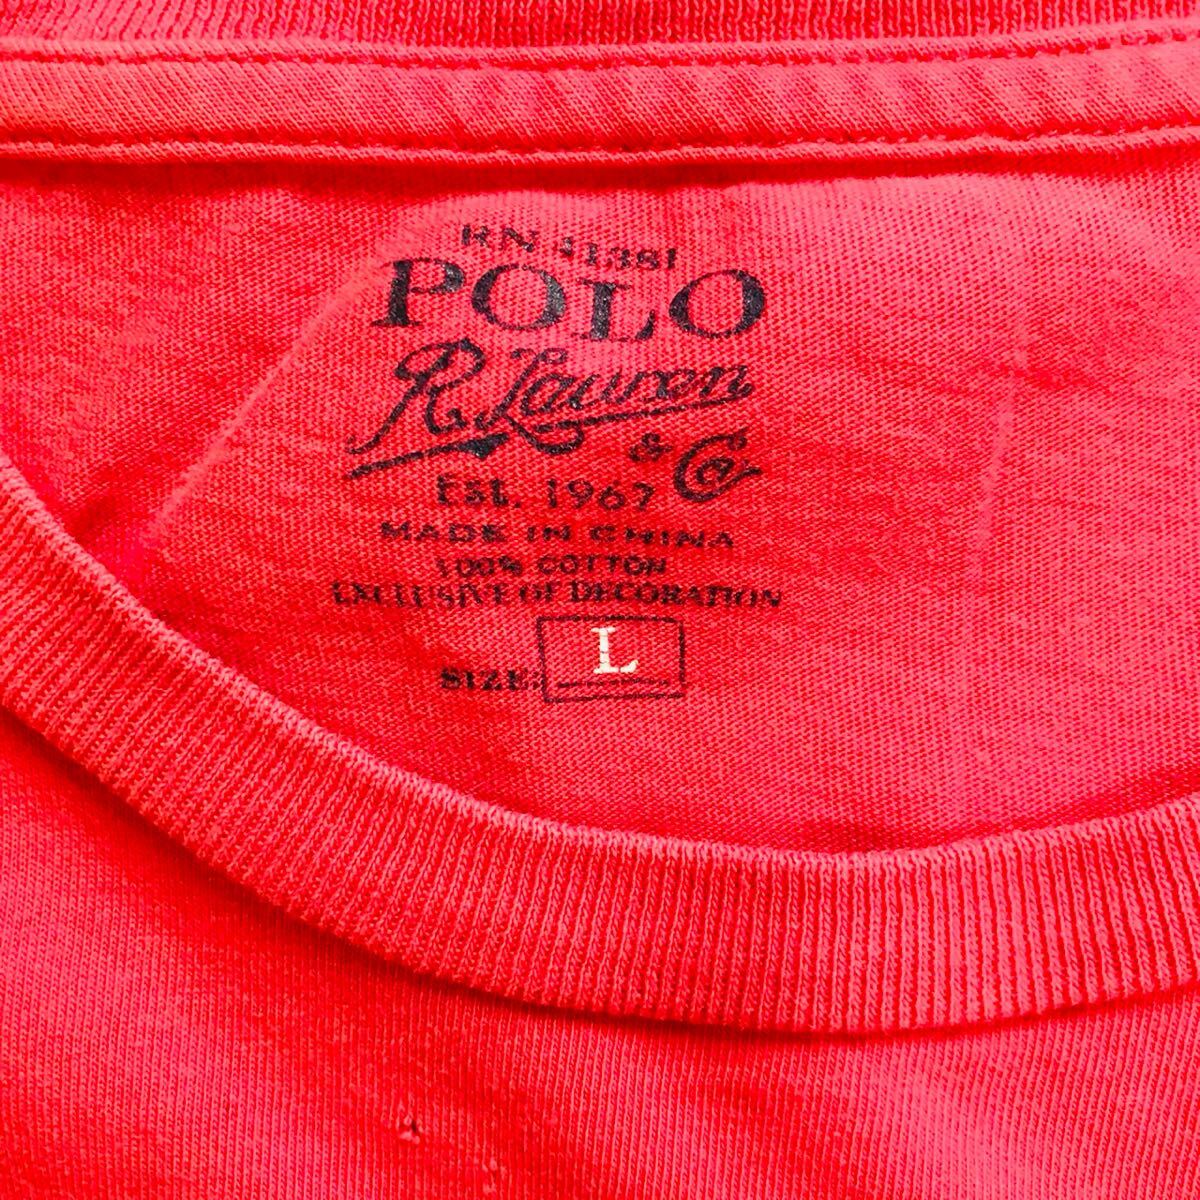 RN 41381
POLO
R. Lauren
& Co
EST. 1967
MADE IN CHINA
100% COTTON
EXCLUSIVE OF DECORATION
SIZE: L